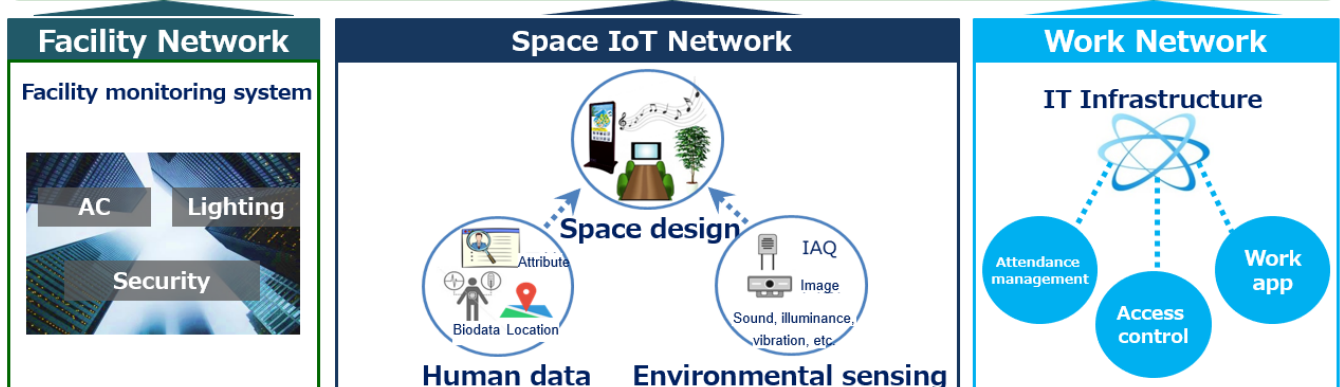 Facility Network
Facility monitoring system
AC
Lighting
Security
Space IoT Network
Space design
Attribute
Biodata
Location
Human data
IAQ
Image
Sound, illuminance,
vibration, etc.
Environmental sensing
Work Network
IT Infrastructure
Attendance
management
Access
control
Work
app